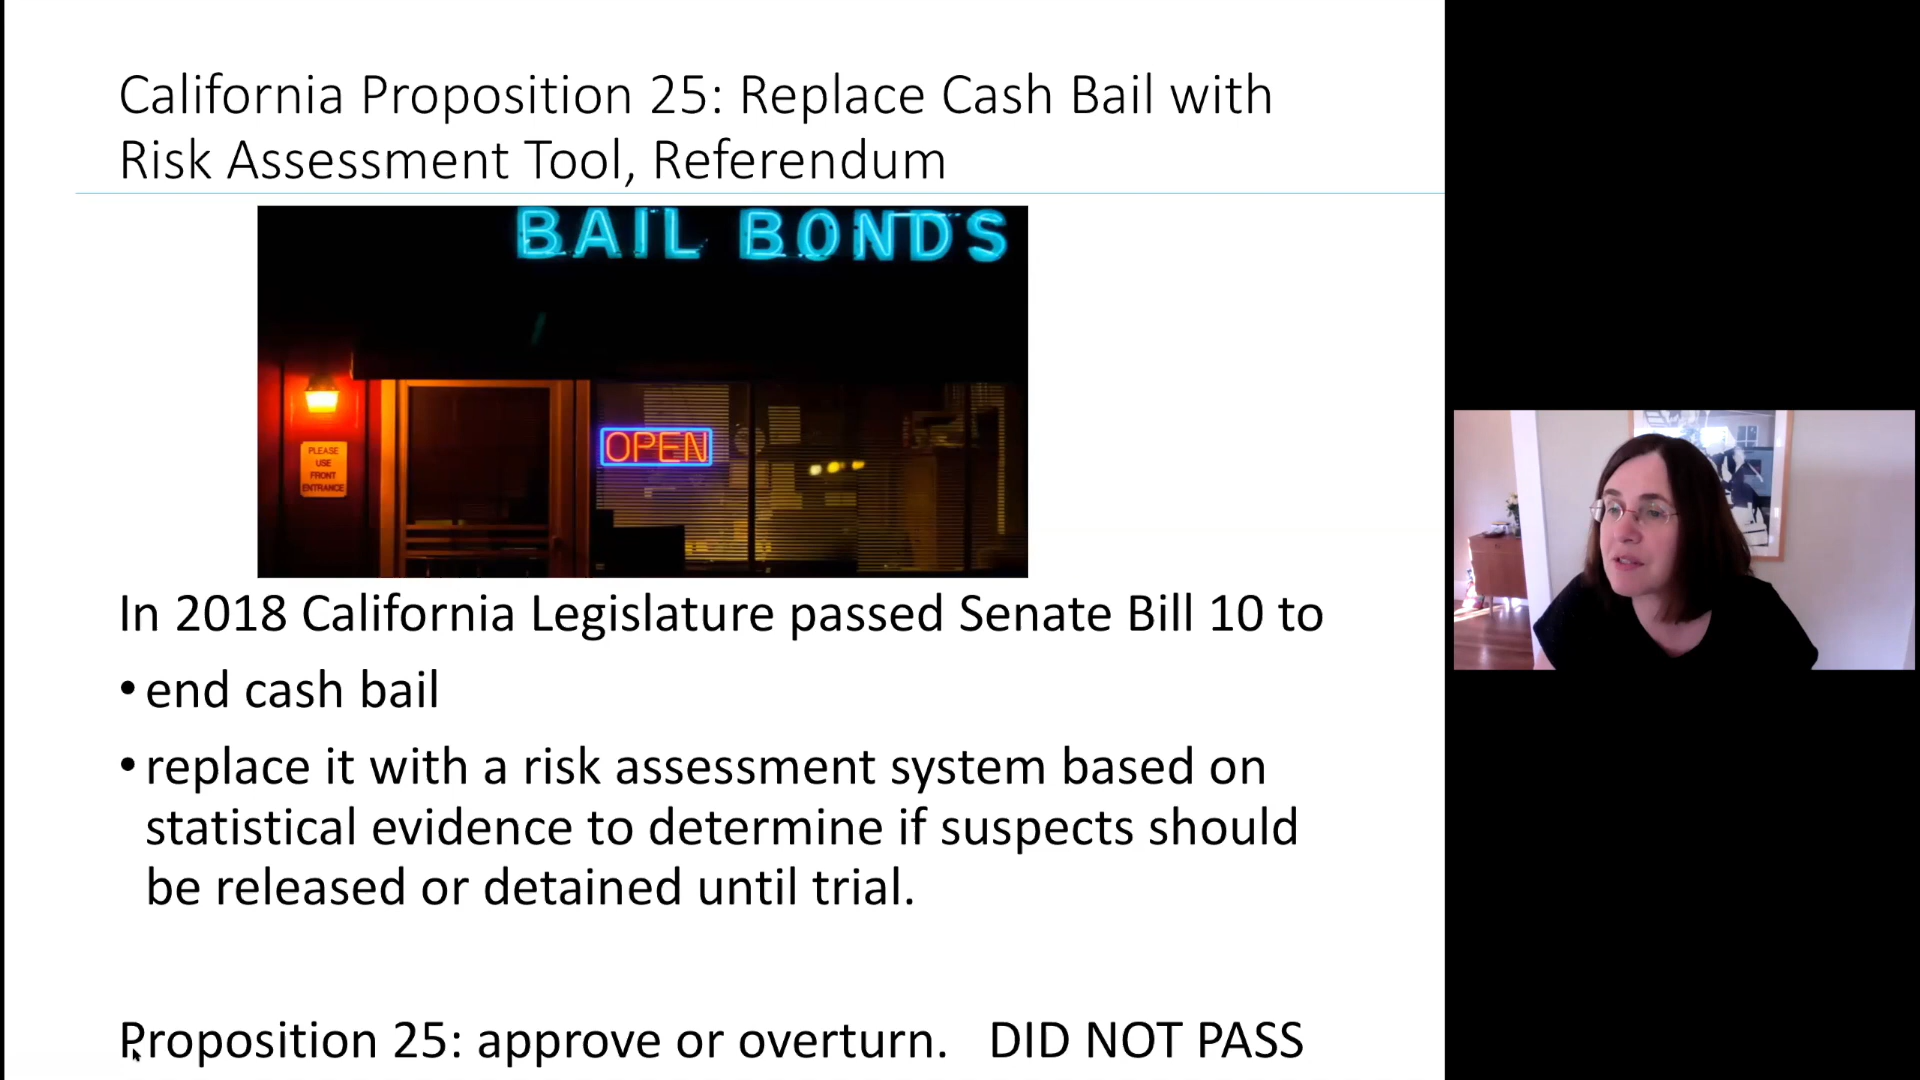 California Proposition 25: Replace Cash Bail with
Risk Assessment Tool, Referendum
BAIL BONDS
OPEN
PLEASE
USE
FRONT
ENTRANCE
In 2018 California Legislature passed Senate Bill 10 to
• end cash bail
• replace it with a risk assessment system based on
statistical evidence to determine if suspects should
be released or detained until trial.
Proposition 25: approve or overturn. DID NOT PASS